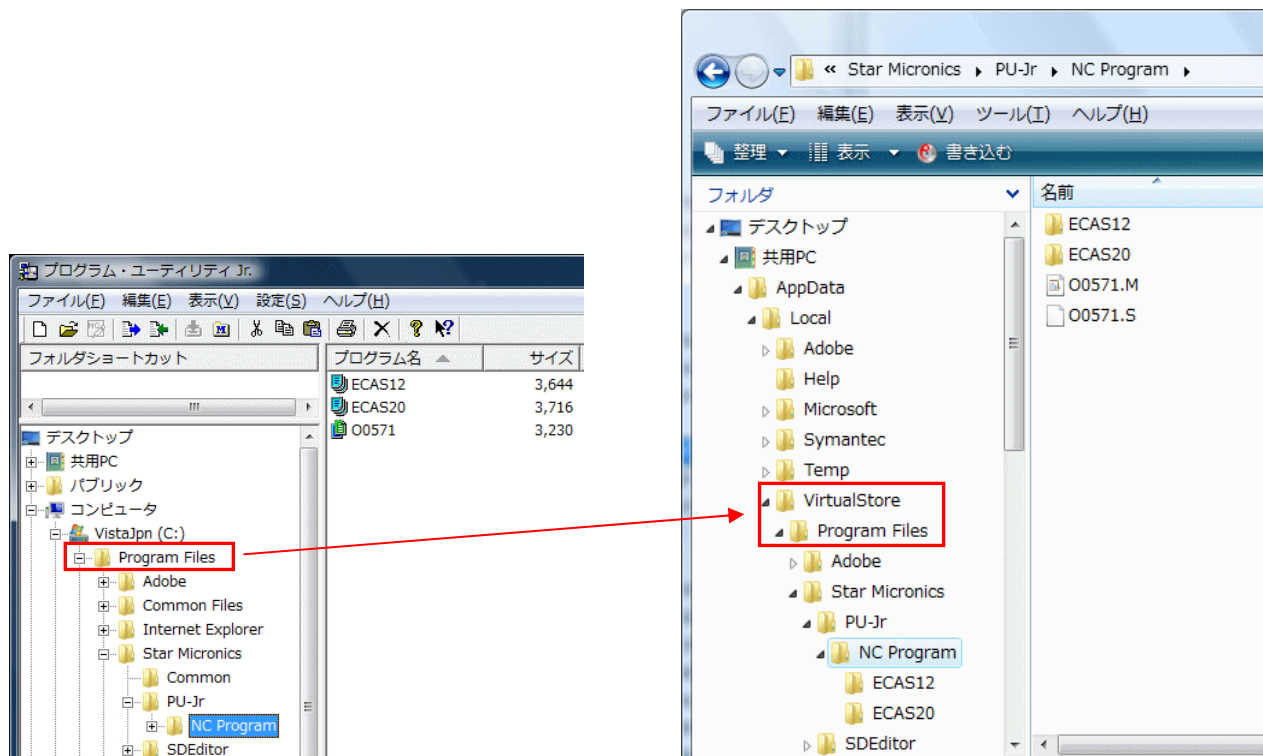 プログラム・ユーティリティ Jr.
ファイル(F) 編集(E) 表示(V) 設定(S) ヘルプ(H)
フォルダショートカット
プログラム名 サイズ
ECAS12 3,644
ECAS20 3,716
O0571 3,230
デスクトップ
共用PC
パブリック
コンピュータ
VistaJpn (C:)
Program Files
Adobe
Common Files
Internet Explorer
Star Micronics
Common
PU-Jr
NC Program
SDEditor
« Star Micronics PU-Jr NC Program
ファイル(F) 編集(E) 表示(V) ツール(T) ヘルプ(H)
整理 表示 書き込む
フォルダ
デスクトップ
共用PC
AppData
Local
Adobe
Help
Microsoft
Symantec
Temp
VirtualStore
Program Files
Adobe
Star Micronics
PU-Jr
NC Program
ECAS12
ECAS20
SDEditor
名前
ECAS12
ECAS20
O0571.M
O0571.S